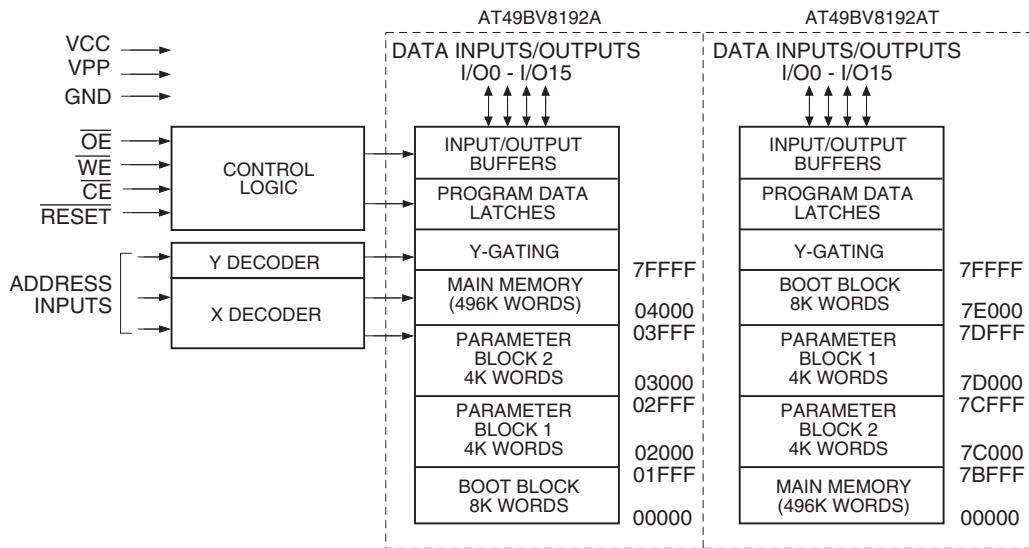 AT49BV8192A
AT49BV8192AT
VCC
VPP
GND
OE
WE
CE
RESET
ADDRESS
INPUTS
CONTROL
LOGIC
Y DECODER
X DECODER
DATA INPUTS/OUTPUTS
I/O0 - I/O15
INPUT/OUTPUT
BUFFERS
PROGRAM DATA
LATCHES
Y-GATING
7FFFF
MAIN MEMORY
(496K WORDS)
04000
03FFF
PARAMETER
BLOCK 2
4K WORDS
03000
02FFF
PARAMETER
BLOCK 1
4K WORDS
02000
01FFF
BOOT BLOCK
8K WORDS
00000
DATA INPUTS/OUTPUTS
I/O0 - I/O15
INPUT/OUTPUT
BUFFERS
PROGRAM DATA
LATCHES
Y-GATING
7FFFF
BOOT BLOCK
8K WORDS
7E000
7DFFF
PARAMETER
BLOCK 1
4K WORDS
7D000
7CFFF
PARAMETER
BLOCK 2
4K WORDS
7C000
7BFFF
MAIN MEMORY
(496K WORDS)
00000